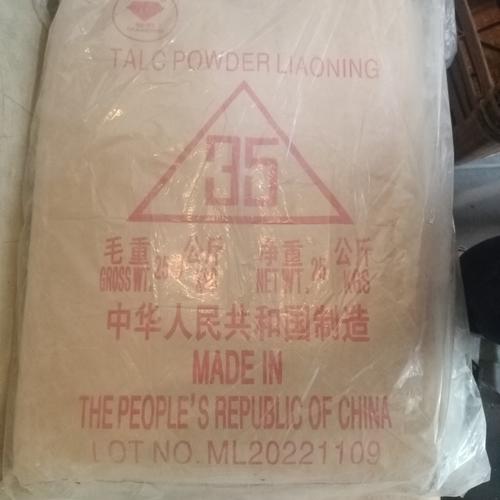 TALC POWDER LIAONING
35
毛重 公斤 净重 公斤
GROSS WT. KGS NET WT. 25 KGS
中华人民共和国制造
MADE IN
THE PEOPLE'S REPUBLIC OF CHINA
LOT NO. ML20221109